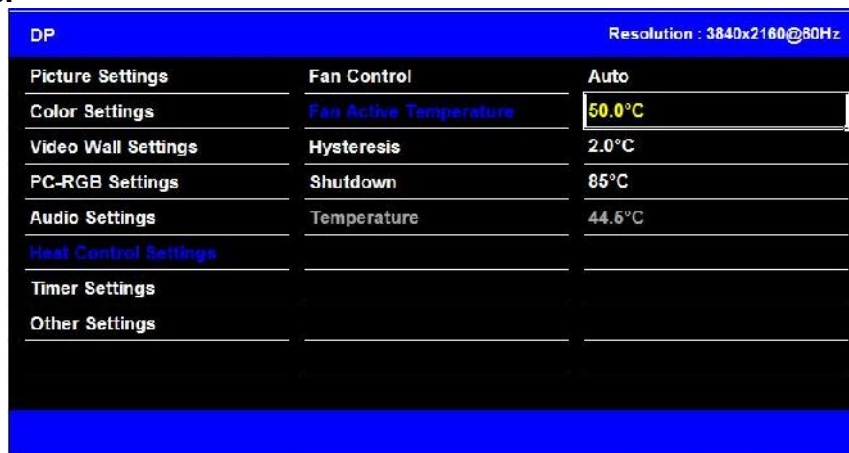 DP Resolution : 3840x2160@60Hz
Picture Settings Fan Control Auto
Color Settings Fan Active Temperature 50.0°C
Video Wall Settings Hysteresis 2.0°C
PC-RGB Settings Shutdown 85°C
Audio Settings Temperature 44.5°C
Heat Control Settings
Timer Settings
Other Settings